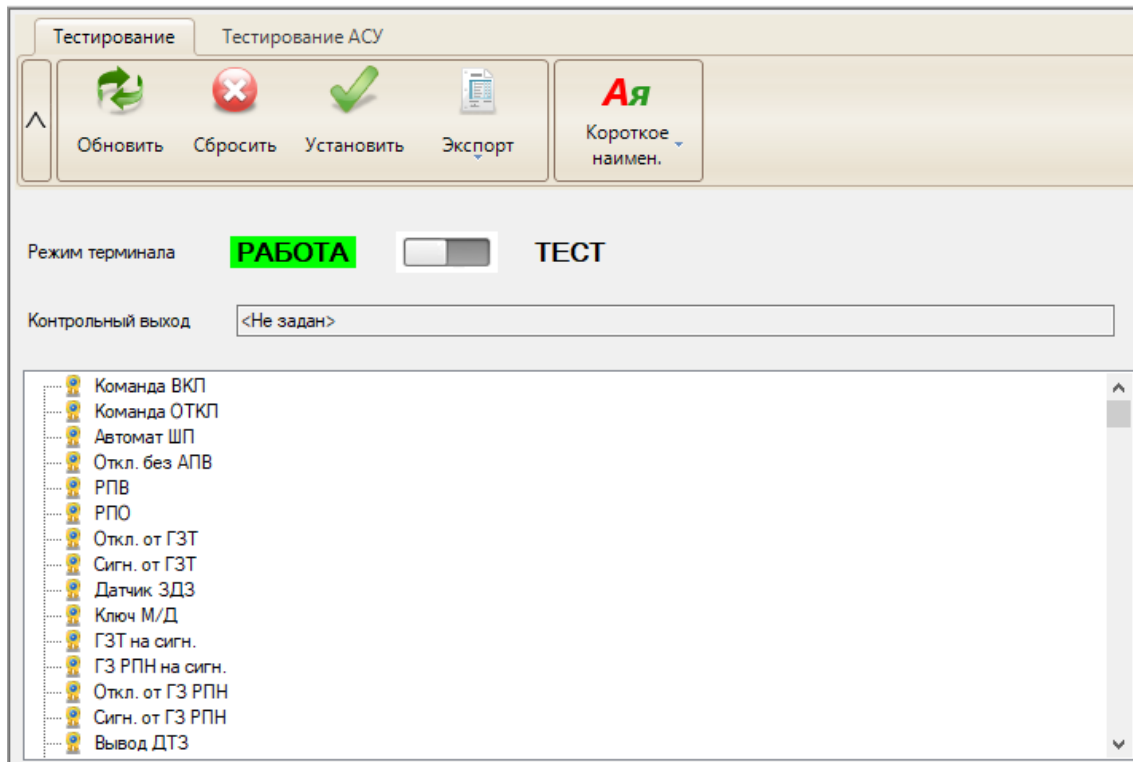 Тестирование
Тестирование АСУ
Обновить
Сбросить
Установить
Экспорт
Ая
Короткое
наимен.
Режим терминала
РАБОТА
ТЕСТ
Контрольный выход
<Не задан>
Команда ВКЛ
Команда ОТКЛ
Автомат ШП
Откл. без АПВ
РПВ
РПО
Откл. от ГЗТ
Сигн. от ГЗТ
Датчик ЗДЗ
Ключ М/Д
ГЗТ на сигн.
ГЗ РПН на сигн.
Откл. от ГЗ РПН
Сигн. от ГЗ РПН
Вывод ДТЗ